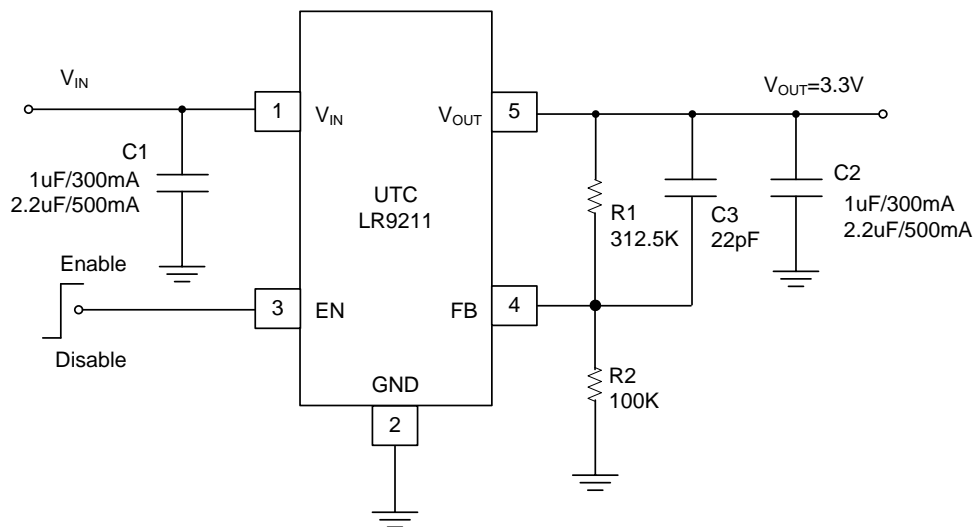 V_IN
V_OUT=3.3V
1
V_IN
V_OUT
5
C1
1uF/300mA
2.2uF/500mA
UTC
LR9211
R1
312.5K
C3
22pF
C2
1uF/300mA
2.2uF/500mA
Enable
3
EN
FB
4
Disable
GND
2
R2
100K